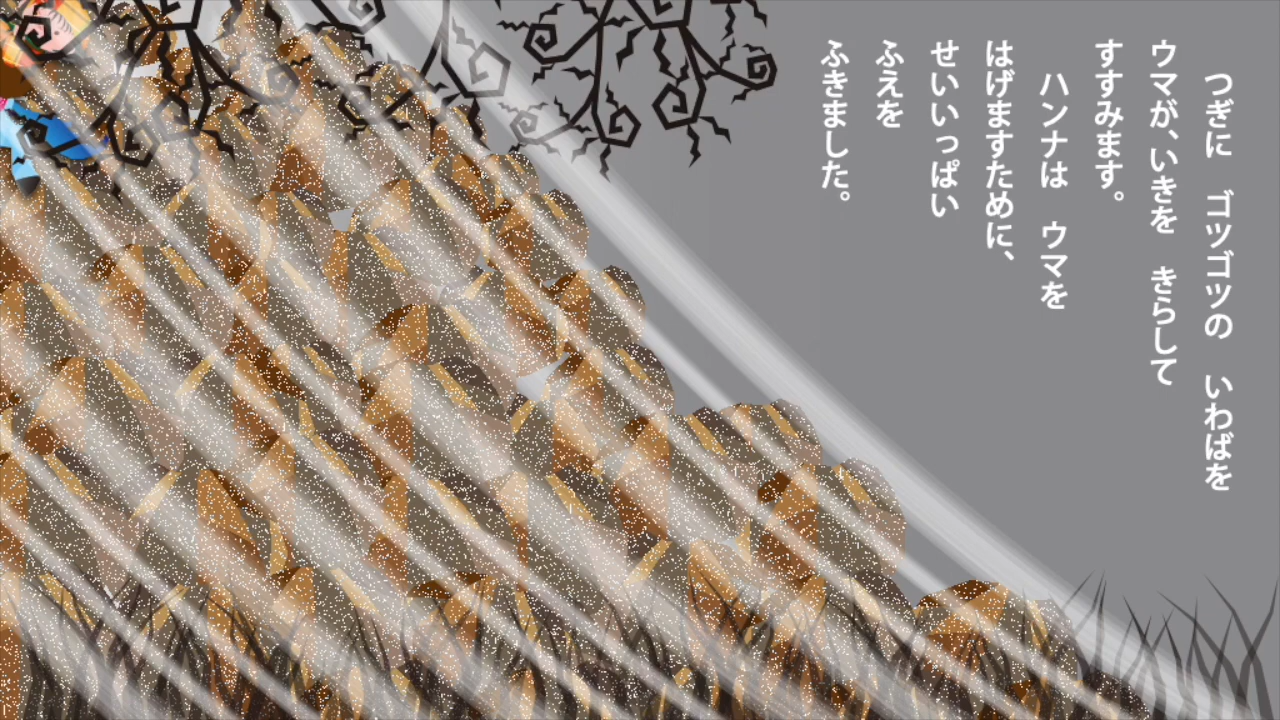 つぎに　ゴツゴツの　いわばを
ウマが、いきを　きらして
すすみます。
ハンナは　ウマを
はげますために、
せいいっぱい
ふえを
ふきました。